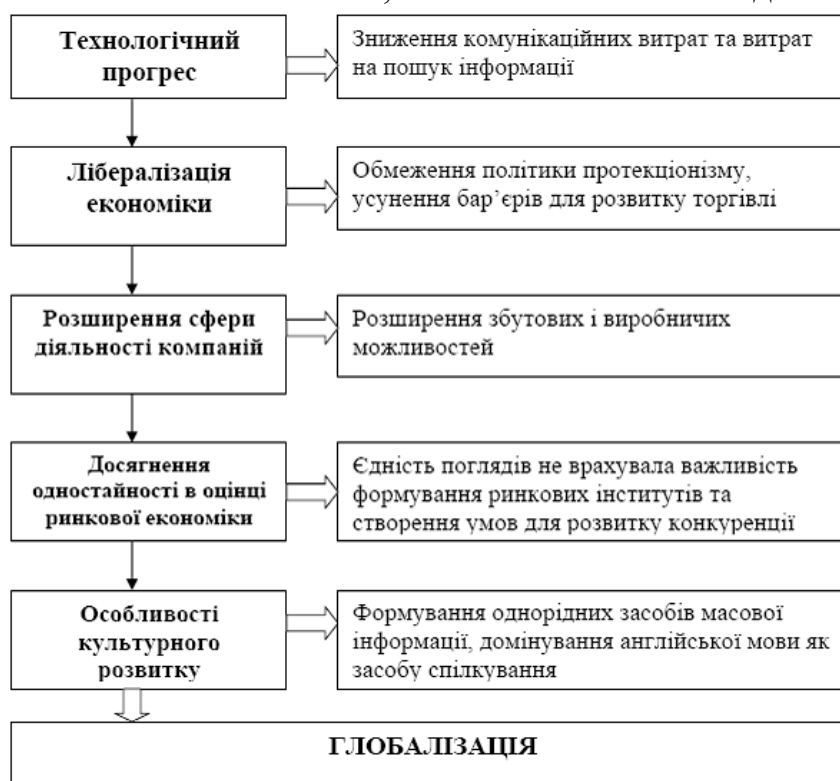 Технологічний
прогрес
Зниження комунікаційних витрат та витрат
на пошук інформації
Лібералізація
економіки
Обмеження політики протекціонізму,
усунення бар’єрів для розвитку торгівлі
Розширення сфери
діяльності компаній
Розширення збутових і виробничих
можливостей
Досягнення
одностайності в оцінці
ринкової економіки
Єдність поглядів не врахувала важливість
формування ринкових інститутів та
створення умов для розвитку конкуренції
Особливості
культурного
розвитку
Формування однорідних засобів масової
інформації, домінування англійської мови як
засобу спілкування
ГЛОБАЛІЗАЦІЯ